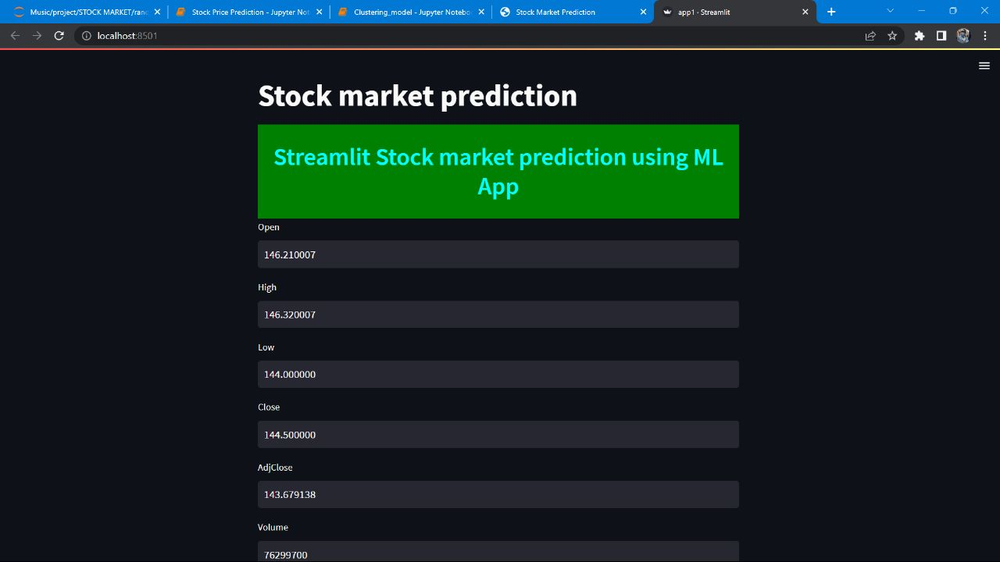 Music/project/STOCK MARKET/ran
Stock Price Prediction - Jupyter Not
Clustering_model - Jupyter Notebo
Stock Market Prediction
app1 · Streamlit
localhost:8501
Stock market prediction
Streamlit Stock market prediction using ML
App
Open
146.210007
High
146.320007
Low
144.000000
Close
144.500000
AdjClose
143.679138
Volume
76299700